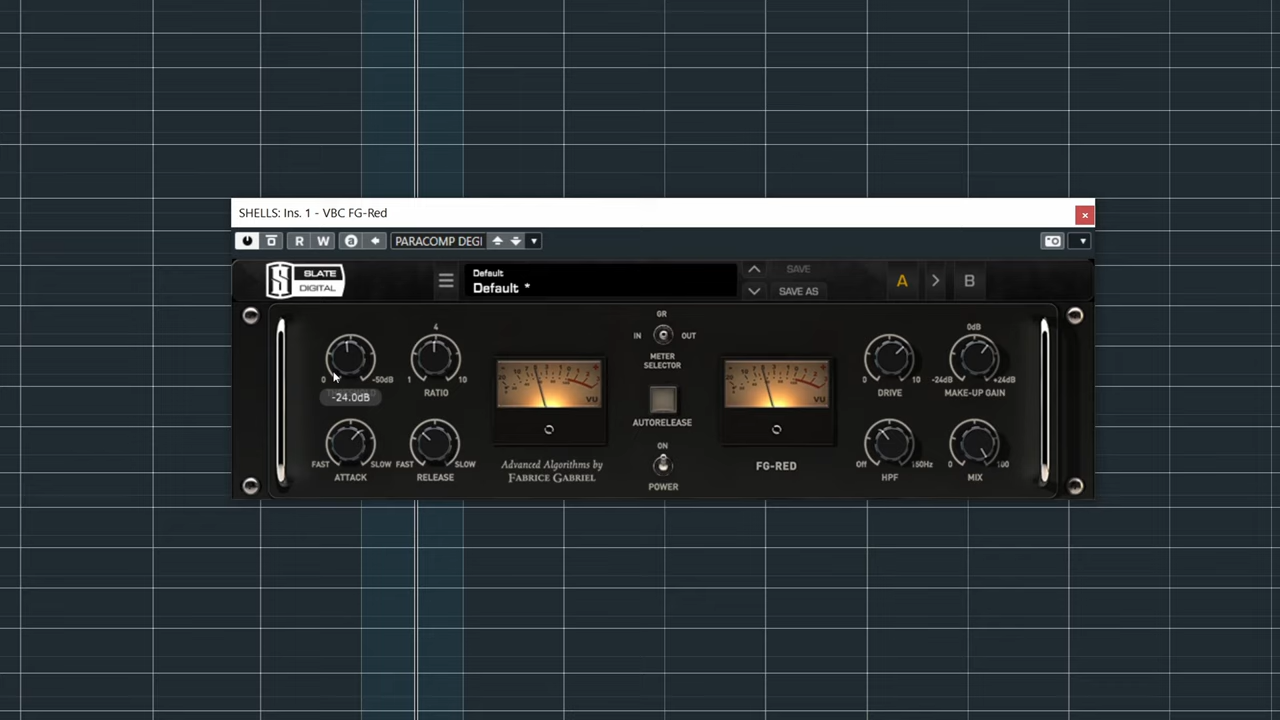 SHELLS: Ins. 1 - VBC FG-Red
×
R W a PARACOMP DEGI
SLATE
DIGITAL
Default
Default *
SAVE
SAVE AS
A > B
0 -50dB
-24.0dB
4
1 10
RATIO
FAST SLOW
ATTACK
FAST SLOW
RELEASE
VU
Advanced Algorithms by
FABRICE GABRIEL
GR
IN OUT
METER
SELECTOR
AUTORELEASE
ON
POWER
VU
FG-RED
0 10
DRIVE
0dB
-24dB +24dB
MAKE-UP GAIN
Off 150Hz
HPF
0 100
MIX